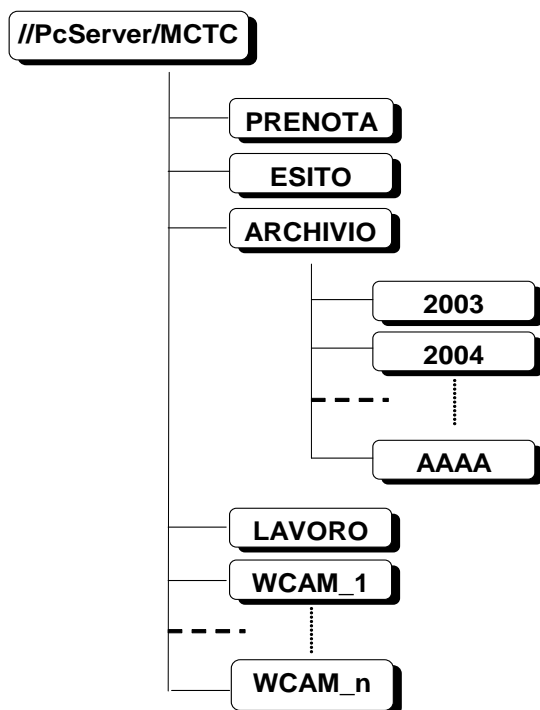 //PcServer/MCTC
PRENOTA
ESITO
ARCHIVIO
2003
2004
AAAA
LAVORO
WCAM_1
WCAM_n